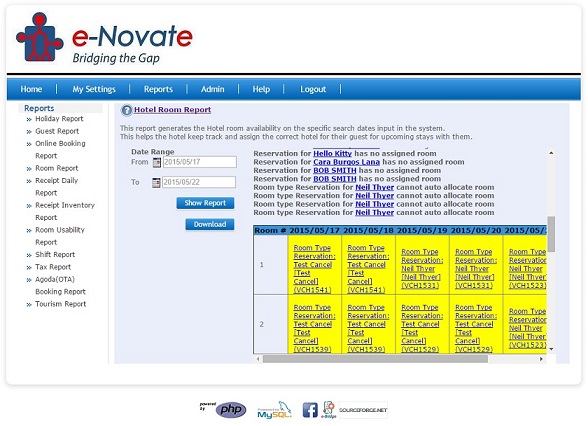 e-Novate
Bridging the Gap
Home | My Settings | Reports | Admin | Help | Logout
Reports
Holiday Report
Guest Report
Online Booking
Report
Room Report
Receipt Daily
Report
Receipt Inventory
Report
Room Usability
Report
Shift Report
Tax Report
Agoda(OTA)
Booking Report
Tourism Report
Hotel Room Report
This report generates the Hotel room availability on the specific search dates input in the system.
This helps the hotel keep track and assign the correct hotel for their guest for upcoming stays with them.
Date Range
From 2015/05/17
To 2015/05/22
Show Report
Download
Reservation for Hello Kitty has no assigned room
Reservation for Cara Burgos Lana has no assigned room
Reservation for BOB SMITH has no assigned room
Reservation for BOB SMITH has no assigned room
Room type Reservation for Neil Thyer cannot auto allocate room
Room type Reservation for Neil Thyer cannot auto allocate room
Room type Reservation for Neil Thyer cannot auto allocate room
Room # 2015/05/17 2015/05/18 2015/05/19 2015/05/20 2015/05/
1
Room Type
Reservation:
Test Cancel
[Test
Cancel]
(VCH1541)
Room Type
Reservation:
Test Cancel
[Test
Cancel]
(VCH1541)
Room Type
Reservation:
Neil Thyer
[Neil Thyer]
(VCH1531)
Room Type
Reservation:
Neil Thyer
[Neil Thyer]
(VCH1531)
Room Type
Reservation:
Neil Thyer
[Neil Thyer]
(VCH1523)
2
Room Type
Reservation:
Test Cancel
[Test
Cancel]
(VCH1539)
Room Type
Reservation:
Test Cancel
[Test
Cancel]
(VCH1539)
Room Type
Reservation:
Test Cancel
[Test
Cancel]
(VCH1529)
Room Type
Reservation:
Test Cancel
[Test
Cancel]
(VCH1529)
Room Type
Reservation:
Neil Thyer
[Neil Thyer]
(VCH1523)
powered
by
php
Powered by
MySQL
f
e-Bridge
SOURCEFORGE.NET